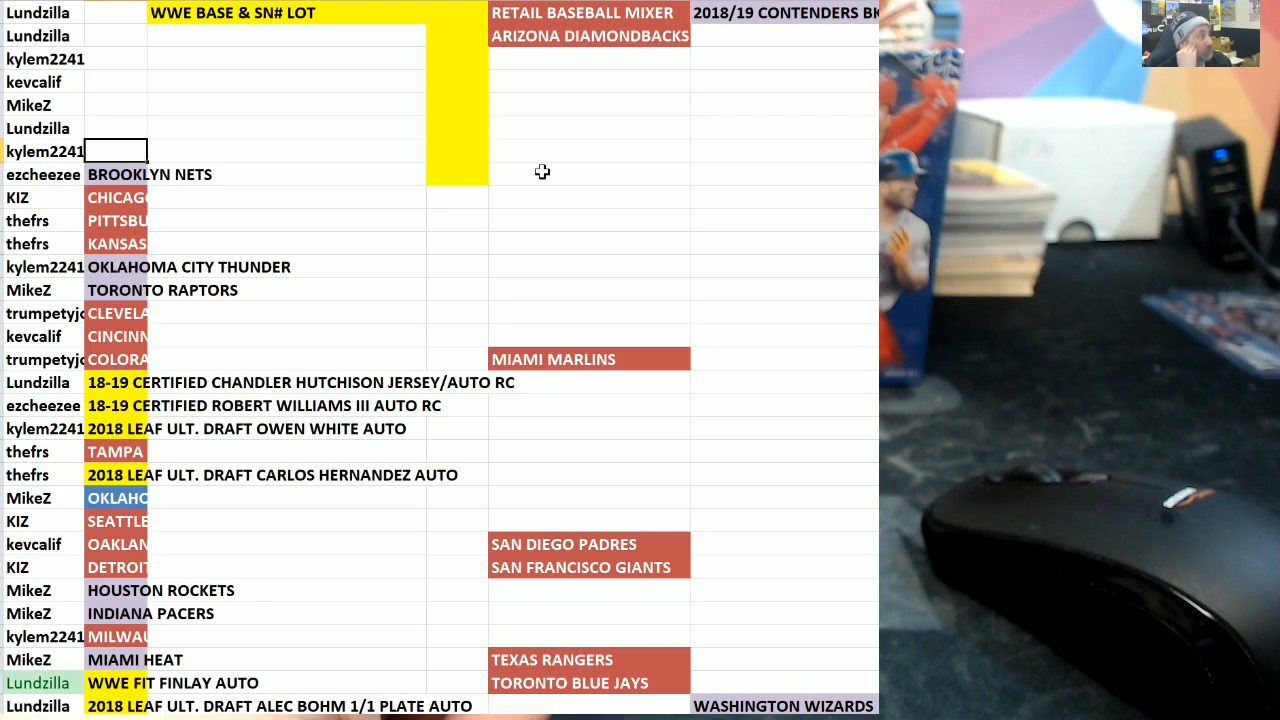 Lundzilla WWE BASE & SN# LOT RETAIL BASEBALL MIXER 2018/19 CONTENDERS BK
Lundzilla ARIZONA DIAMONDBACKS
kylem2241
kevcalif
MikeZ
Lundzilla
kylem2241
ezcheezee BROOKLYN NETS
KIZ CHICAG
thefrs PITTSBU
thefrs KANSAS
kylem2241 OKLAHOMA CITY THUNDER
MikeZ TORONTO RAPTORS
trumpetyj CLEVELA
kevcalif CINCINN
trumpetyj COLORA MIAMI MARLINS
Lundzilla 18-19 CERTIFIED CHANDLER HUTCHISON JERSEY/AUTO RC
ezcheezee 18-19 CERTIFIED ROBERT WILLIAMS III AUTO RC
kylem2241 2018 LEAF ULT. DRAFT OWEN WHITE AUTO
thefrs TAMPA
thefrs 2018 LEAF ULT. DRAFT CARLOS HERNANDEZ AUTO
MikeZ OKLAHO
KIZ SEATTLE
kevcalif OAKLAN SAN DIEGO PADRES
KIZ DETROIT SAN FRANCISCO GIANTS
MikeZ HOUSTON ROCKETS
MikeZ INDIANA PACERS
kylem2241 MILWAU
MikeZ MIAMI HEAT TEXAS RANGERS
Lundzilla WWE FIT FINLAY AUTO TORONTO BLUE JAYS
Lundzilla 2018 LEAF ULT. DRAFT ALEC BOHM 1/1 PLATE AUTO WASHINGTON WIZARDS